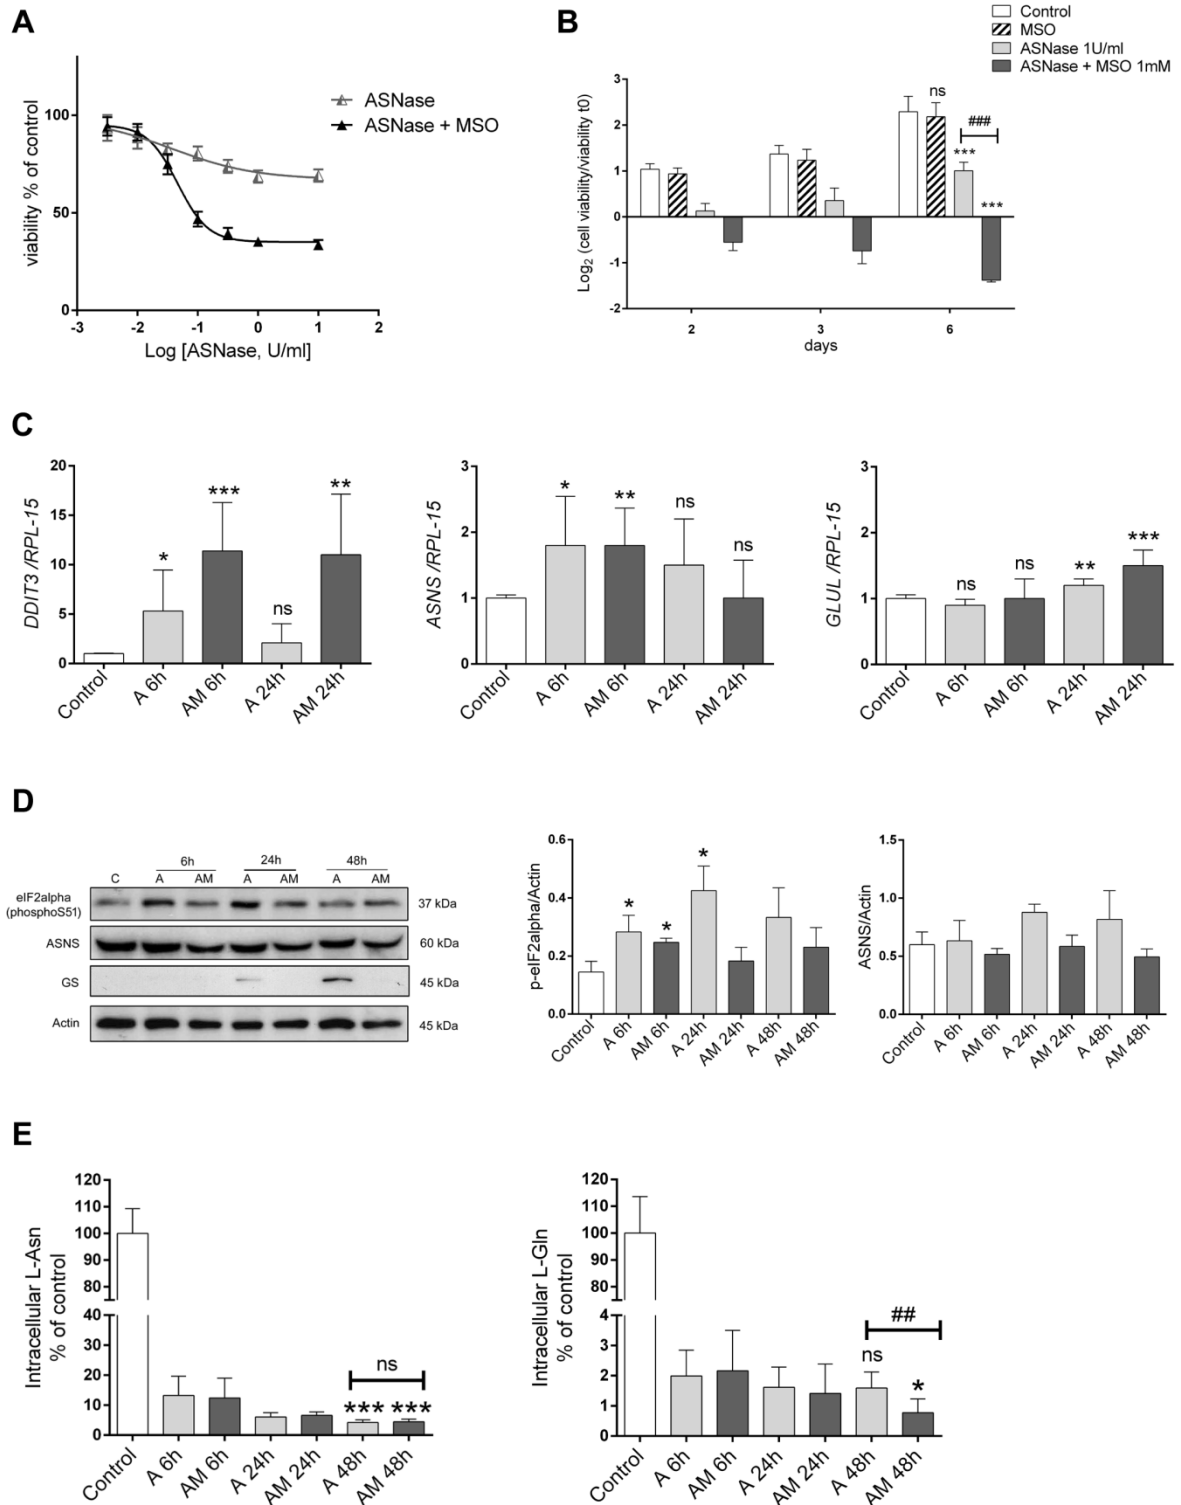 A
100
50
0
-3
-2
-1
0
1
2
viability % of control
Log [ASNase, U/ml]
ASNase
ASNase + MSO
B
Control
MSO
ASNase 1U/ml
ASNase + MSO 1mM
3
2
1
0
-1
-2
Log2 (cell viability/viability t0)
ns
###
***
***
2
3
6
days
C
20
15
10
5
0
DDIT3 /RPL-15
*
***
ns
**
Control
A 6h
AM 6h
A 24h
AM 24h
3
2
1
0
ASNS /RPL-15
*
**
ns
ns
Control
A 6h
AM 6h
A 24h
AM 24h
3
2
1
0
GLUL /RPL-15
ns
ns
**
***
Control
A 6h
AM 6h
A 24h
AM 24h
D
6h
24h
48h
C
A
AM
A
AM
A
AM
eIF2alpha
(phosphoS51)
37 kDa
ASNS
60 kDa
GS
45 kDa
Actin
45 kDa
0.6
0.4
0.2
0.0
p-eIF2alpha/Actin
*
*
*
Control
A 6h
AM 6h
A 24h
AM 24h
A 48h
AM 48h
1.5
1.0
0.5
0.0
ASNS/Actin
Control
A 6h
AM 6h
A 24h
AM 24h
A 48h
AM 48h
E
120
110
100
90
80
40
30
20
10
0
Intracellular L-Asn
% of control
ns
***
***
Control
A 6h
AM 6h
A 24h
AM 24h
A 48h
AM 48h
120
110
100
90
80
4
3
2
1
0
Intracellular L-Gln
% of control
##
ns
*
Control
A 6h
AM 6h
A 24h
AM 24h
A 48h
AM 48h